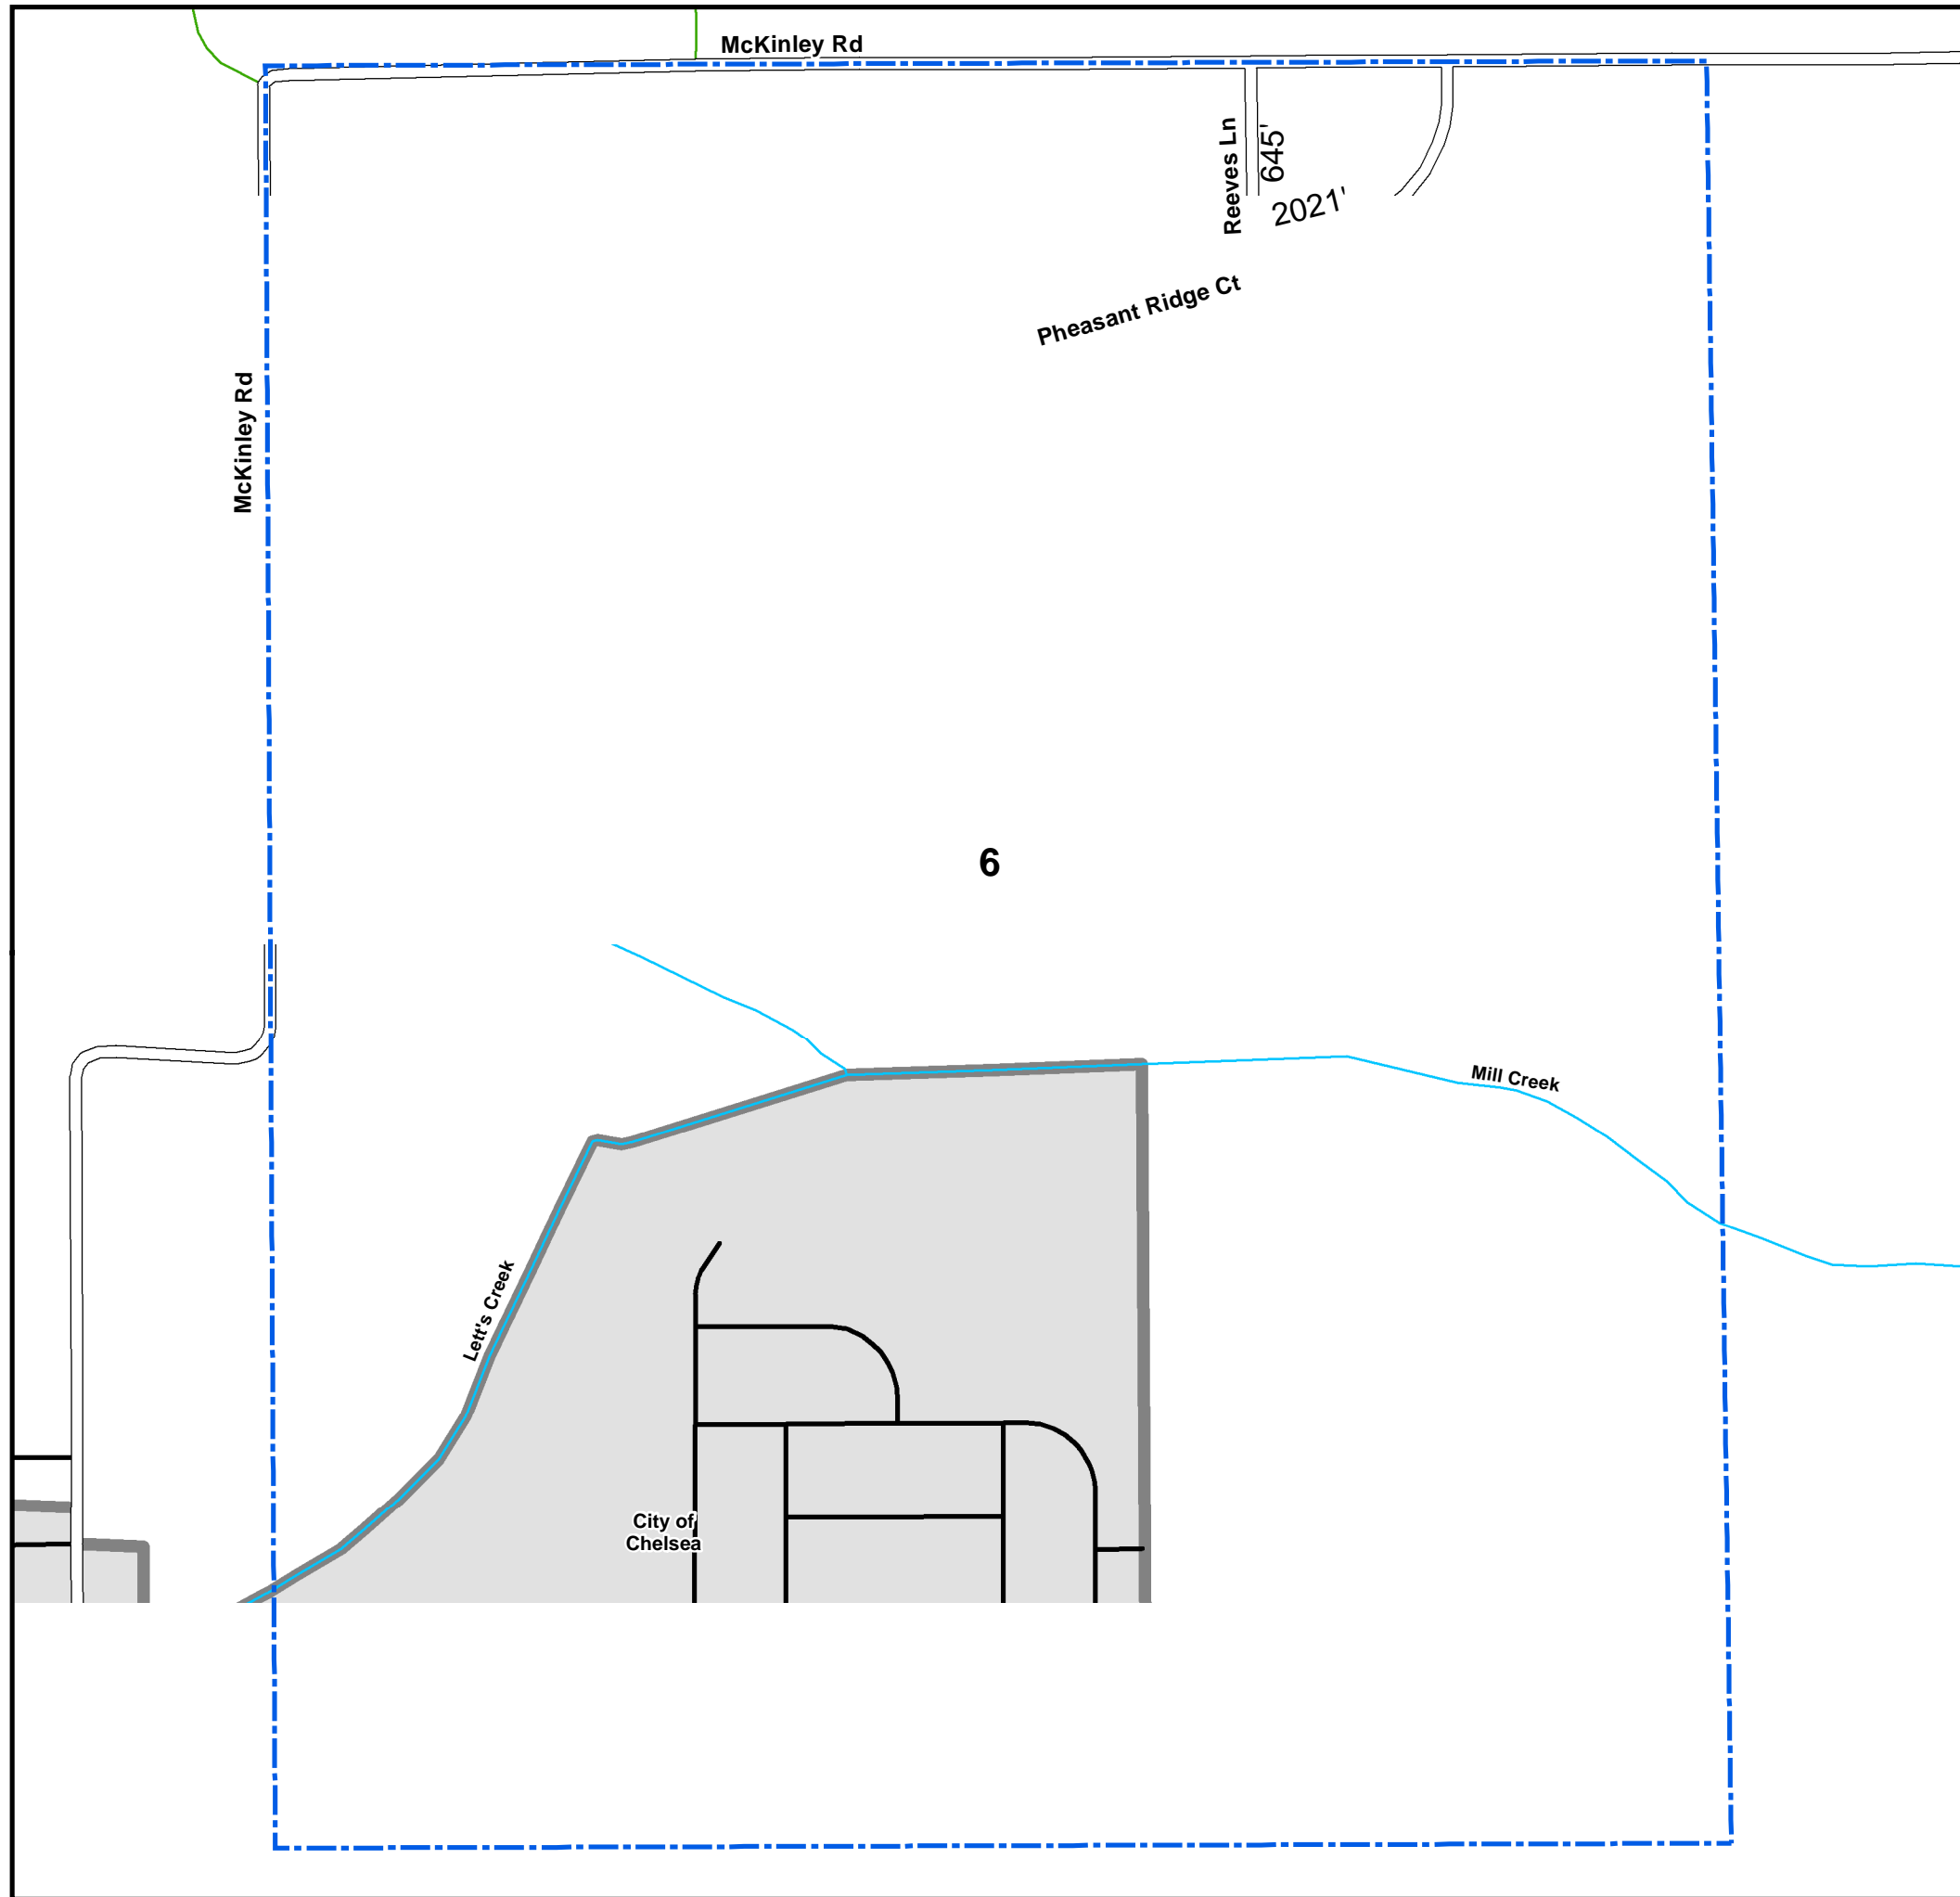 McKinley Rd
Reeves Ln
645'
2021'
Pheasant Ridge Ct
McKinley Rd
6
Mill Creek
Lett's Creek
City of
Chelsea